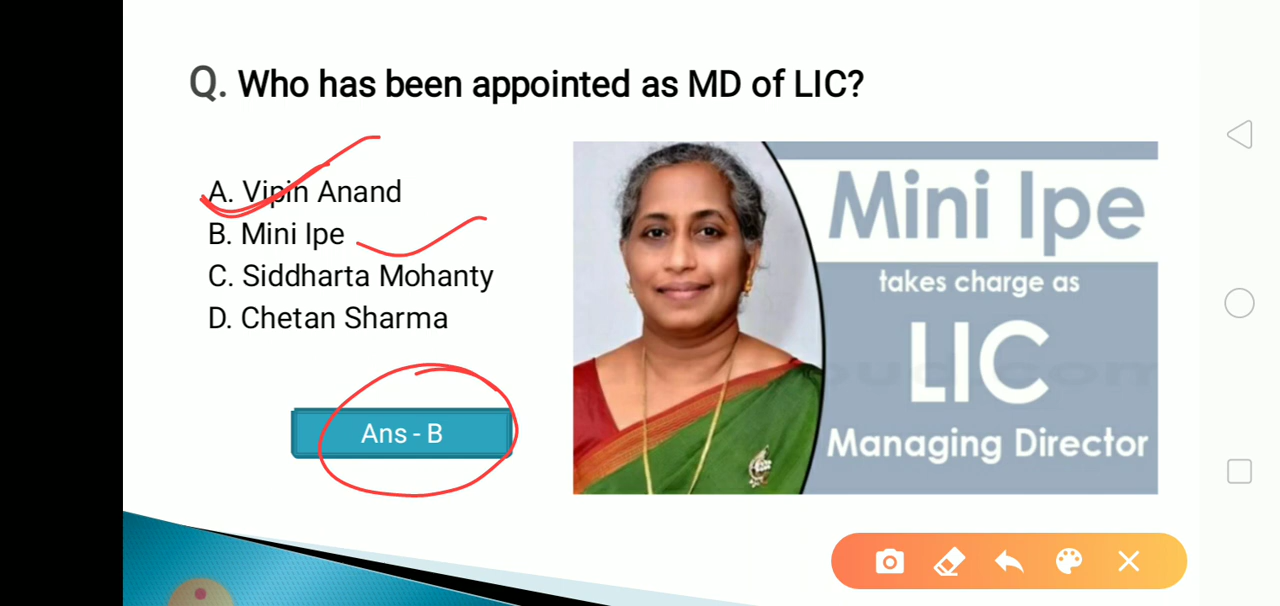 Q. Who has been appointed as MD of LIC?
A. Vipin Anand
B. Mini Ipe
C. Siddharta Mohanty
D. Chetan Sharma
Ans - B
Mini Ipe
takes charge as
LIC
Managing Director